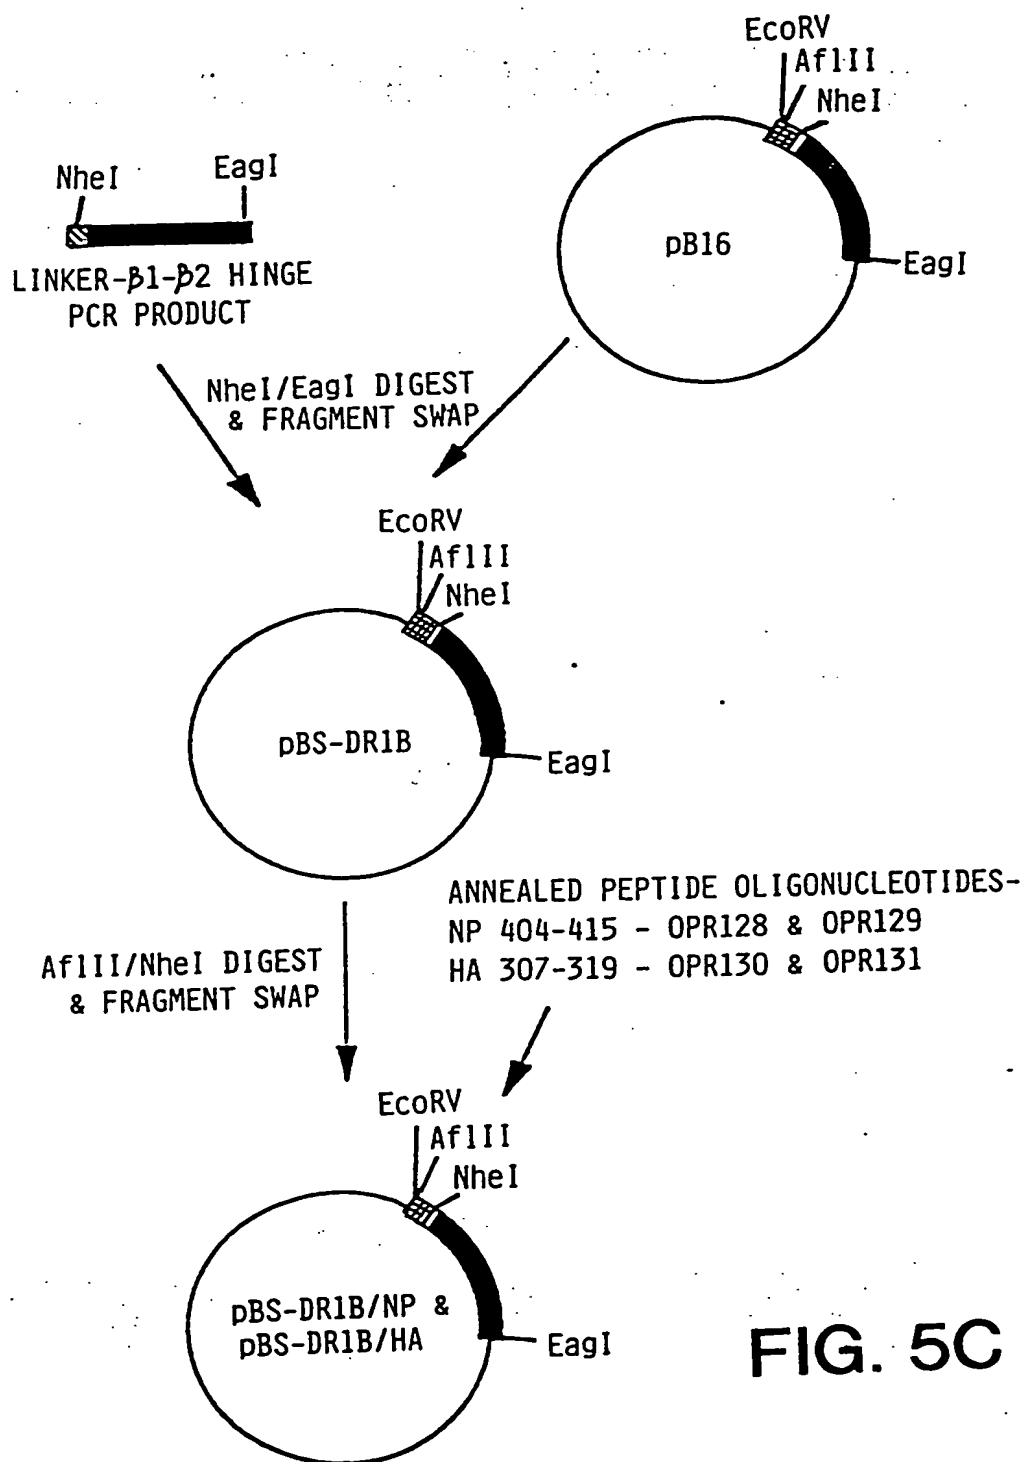 EcoRV
AflII
NheI
NheI
EagI
pB16
EagI
LINKER-β1-β2 HINGE
PCR PRODUCT
NheI/EagI DIGEST
& FRAGMENT SWAP
EcoRV
AflII
NheI
pBS-DR1B
EagI
ANNEALED PEPTIDE OLIGONUCLEOTIDES-
NP 404-415 - OPR128 & OPR129
HA 307-319 - OPR130 & OPR131
AflII/NheI DIGEST
& FRAGMENT SWAP
EcoRV
AflII
NheI
pBS-DR1B/NP &
pBS-DR1B/HA
EagI
FIG. 5C